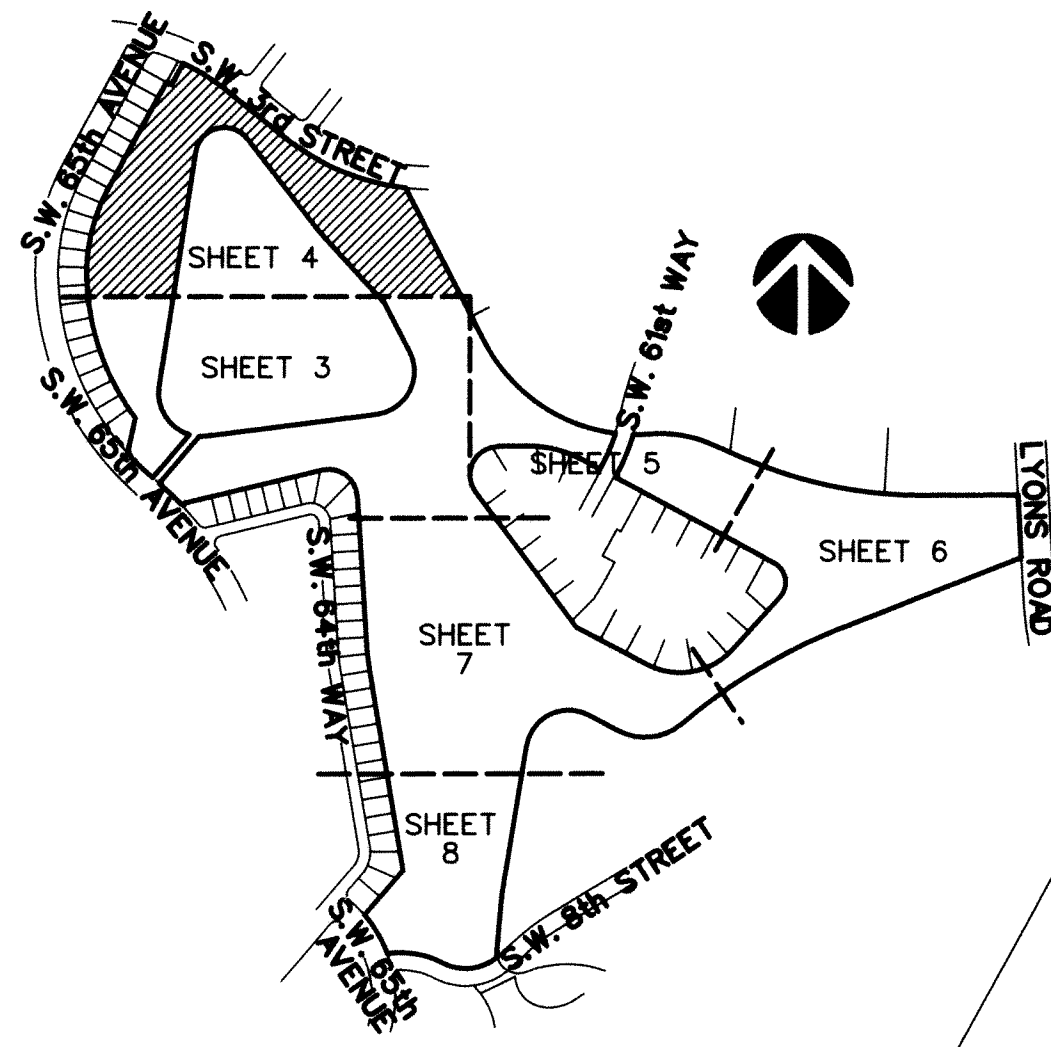 S.W. 65th AVENUE
S.W. 3rd STREET
SHEET 4
SHEET 3
S.W. 61st WAY
S.W. 65th AVENUE
SHEET 5
LYONS ROAD
SHEET 6
S.W. 64th WAY
SHEET
7
SHEET
8
S.W. 8th STREET
S.W. 65th
AVENUE